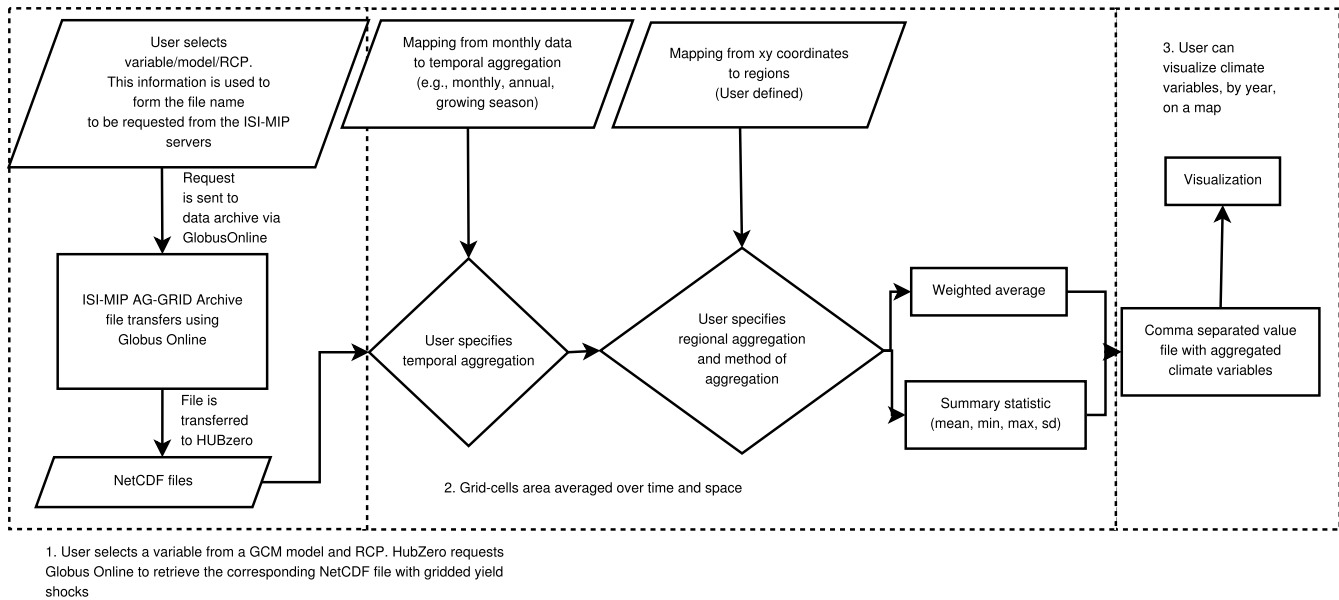 User selects
variable/model/RCP.
This information is used to
form the file name
to be requested from the ISI-MIP
servers
Request
is sent to
data archive via
GlobusOnline
ISI-MIP AG-GRID Archive
file transfers using
Globus Online
File is
transferred
to HUBzero
NetCDF files
1. User selects a variable from a GCM model and RCP. HubZero requests
Globus Online to retrieve the corresponding NetCDF file with gridded yield
shocks
Mapping from monthly data
to temporal aggregation
(e.g., monthly, annual,
growing season)
Mapping from xy coordinates
to regions
(User defined)
User specifies
temporal aggregation
User specifies
regional aggregation
and method of
aggregation
Weighted average
Summary statistic
(mean, min, max, sd)
2. Grid-cells area averaged over time and space
3. User can
visualize climate
variables, by year,
on a map
Visualization
Comma separated value
file with aggregated
climate variables